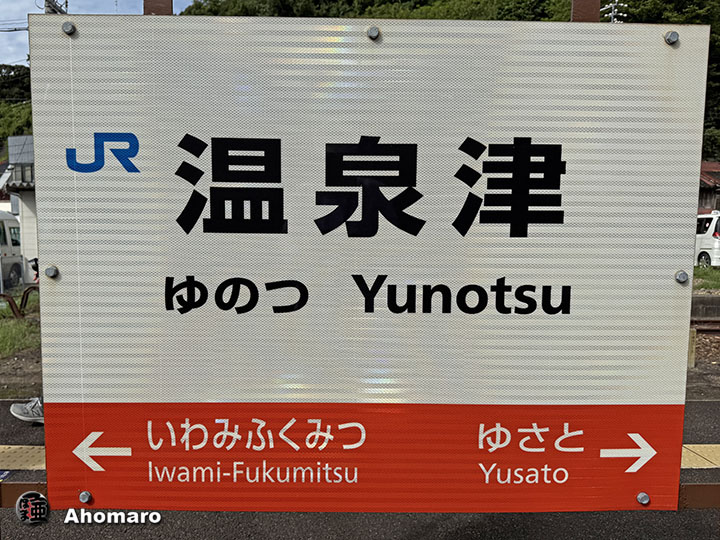 JR 温泉津
ゆのつ Yunotsu
← いわみふくみつ ゆさと →
Iwami-Fukumitsu Yusato
Ahomaro